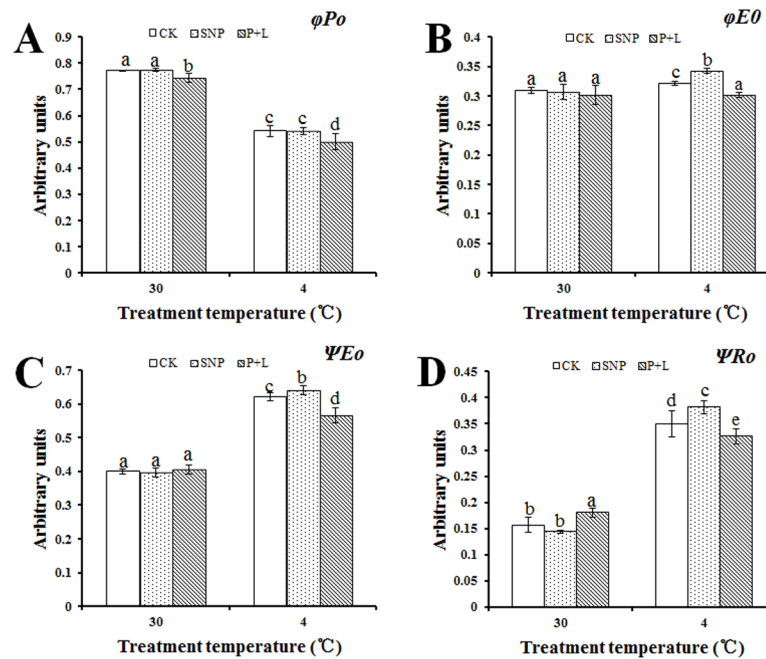 A
φPo
CK SNP P+L
Arbitrary units
0.9
0.8
0.7
0.6
0.5
0.4
0.3
0.2
0.1
0
a a b
c c d
30 4
Treatment temperature (℃)
B
φE0
CK SNP P+L
Arbitrary units
0.4
0.35
0.3
0.25
0.2
0.15
0.1
0.05
0
a a a
c b a
30 4
Treatment temperature (℃)
C
ΨEo
CK SNP P+L
Arbitrary units
0.7
0.6
0.5
0.4
0.3
0.2
0.1
0
a a a
c b d
30 4
Treatment temperature (℃)
D
ΨRo
CK SNP P+L
Arbitrary units
0.45
0.4
0.35
0.3
0.25
0.2
0.15
0.1
0.05
0
b b a
d c e
30 4
Treatment temperature (℃)